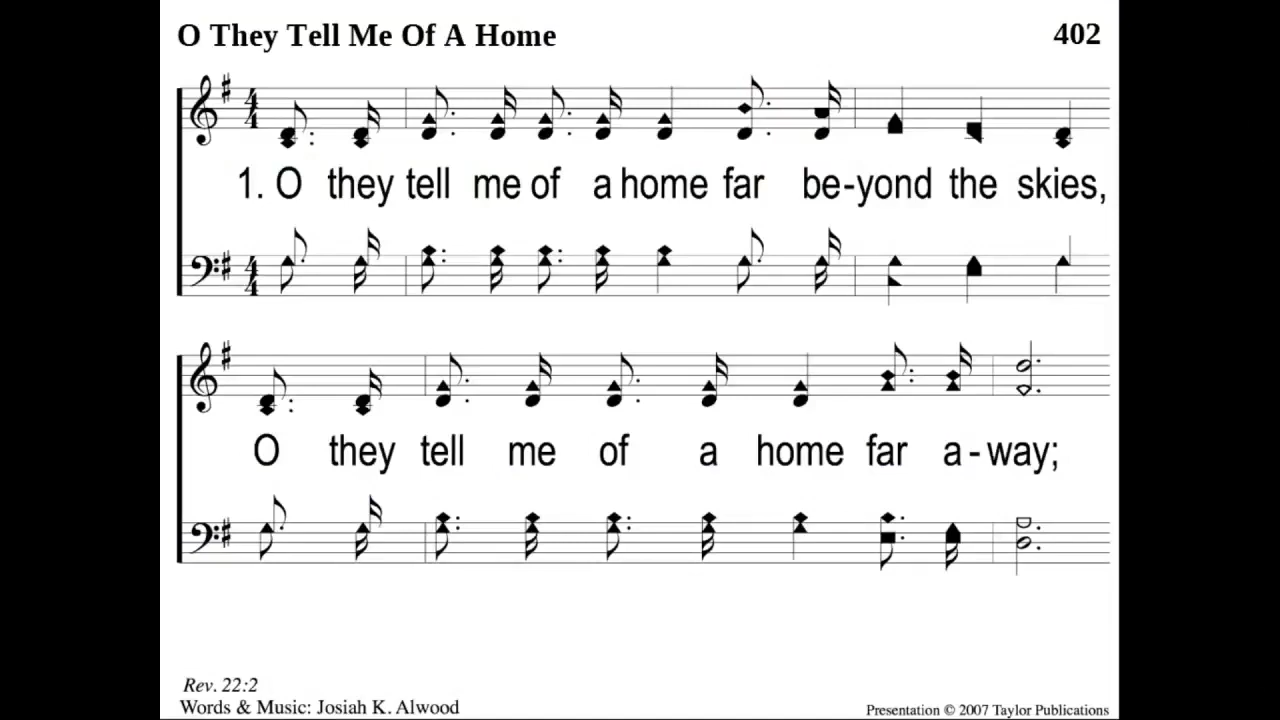 O They Tell Me Of A Home
402
1. O they tell me of a home far be-yond the skies,
O they tell me of a home far a-way;
Rev. 22:2
Words & Music: Josiah K. Alwood
Presentation © 2007 Taylor Publications